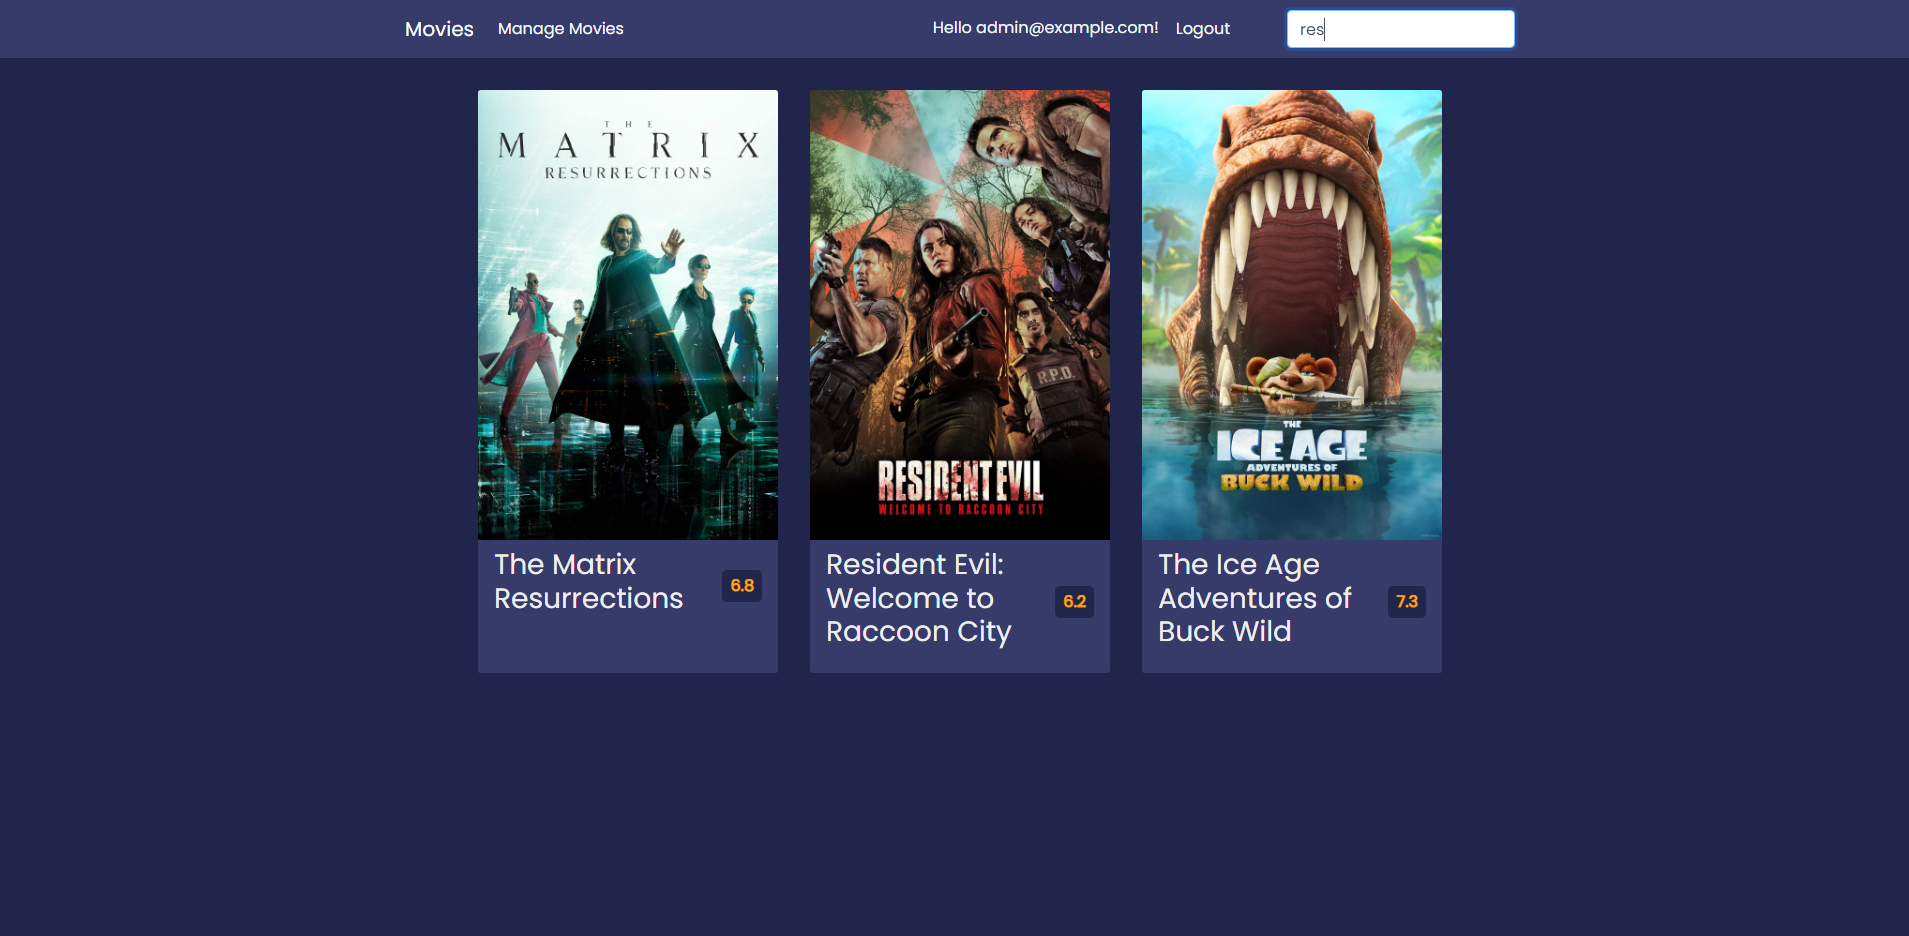 Movies Manage Movies Hello admin@example.com! Logout res
THE
MATRIX
RESURRECTIONS
R.P.D.
RESIDENT EVIL
WELCOME TO RACCOON CITY
THE
ICE AGE
ADVENTURES OF
BUCK WILD
The Matrix
Resurrections
6.8
Resident Evil:
Welcome to
Raccoon City
6.2
The Ice Age
Adventures of
Buck Wild
7.3